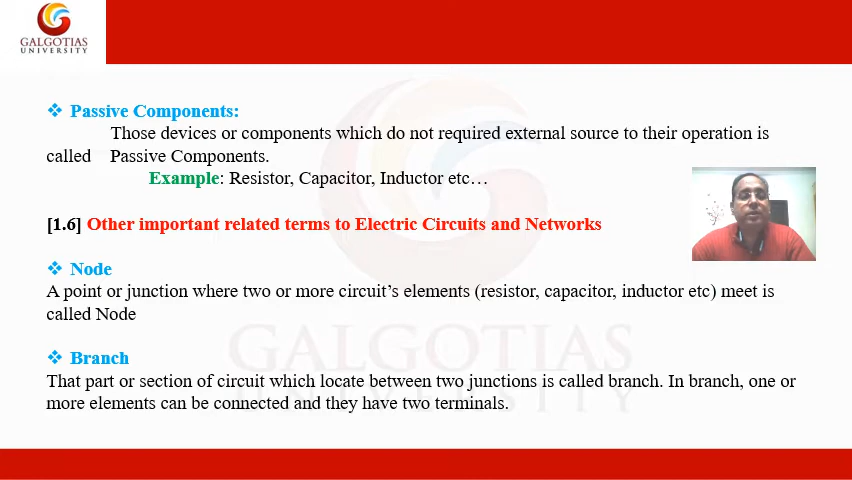 GALGOTIAS
UNIVERSITY
❖ Passive Components:
Those devices or components which do not required external source to their operation is
called Passive Components.
Example: Resistor, Capacitor, Inductor etc…
[1.6] Other important related terms to Electric Circuits and Networks
❖ Node
A point or junction where two or more circuit’s elements (resistor, capacitor, inductor etc) meet is
called Node
❖ Branch
That part or section of circuit which locate between two junctions is called branch. In branch, one or
more elements can be connected and they have two terminals.
GALGOTIAS
UNIVERSITY